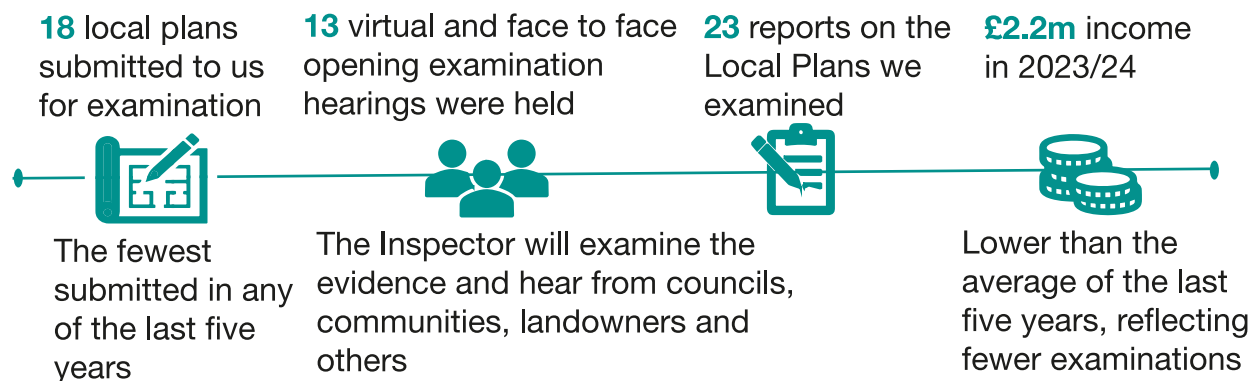 18 local plans
submitted to us
for examination
13 virtual and face to face
opening examination
hearings were held
23 reports on the
Local Plans we
examined
£2.2m income
in 2023/24
The fewest
submitted in any
of the last five
years
The Inspector will examine the
evidence and hear from councils,
communities, landowners and
others
Lower than the
average of the last
five years, reflecting
fewer examinations